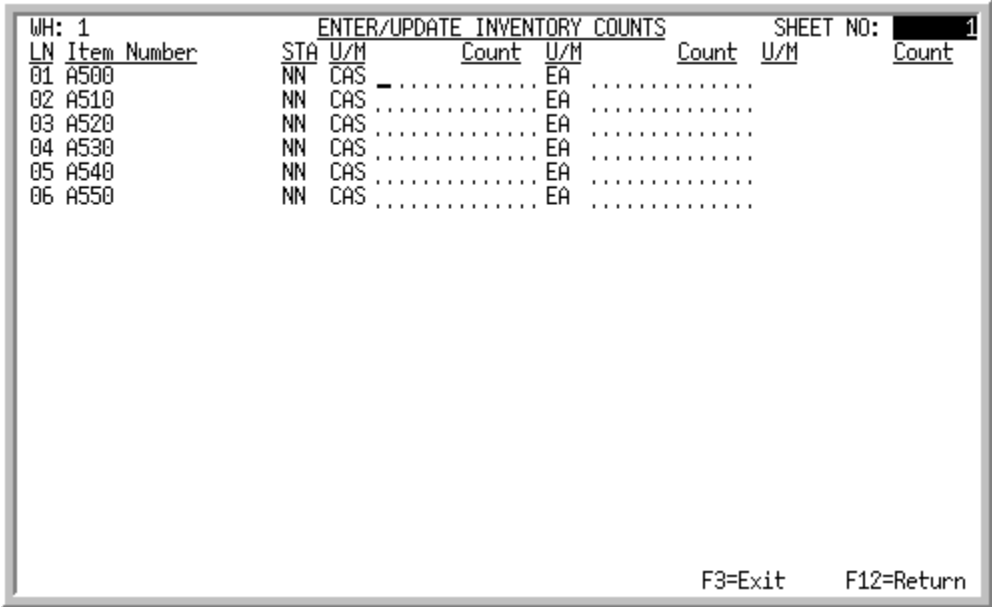 WH: 1 ENTER/UPDATE INVENTORY COUNTS SHEET NO: 1
LN Item Number STA U/M Count U/M Count U/M Count
01 A500 NN CAS _............. EA ..............
02 A510 NN CAS .............. EA ..............
03 A520 NN CAS .............. EA ..............
04 A530 NN CAS .............. EA ..............
05 A540 NN CAS .............. EA ..............
06 A550 NN CAS .............. EA ..............
F3=Exit F12=Return